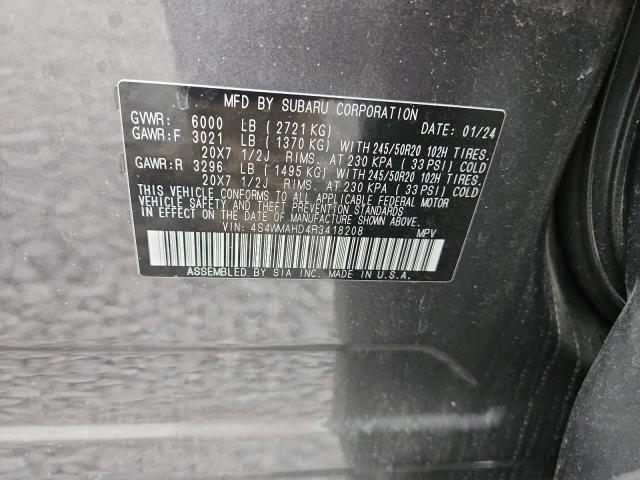 MFD BY SUBARU CORPORATION
GVWR: 6000 LB ( 2721 KG) DATE: 01/24
GAWR:F 3021 LB ( 1370 KG) WITH 245/50R20 102H TIRES.
20X7 1/2J RIMS. AT 230 KPA ( 33 PSI) COLD
GAWR:R 3296 LB ( 1495 KG) WITH 245/50R20 102H TIRES.
20X7 1/2J RIMS. AT 230 KPA ( 33 PSI) COLD
THIS VEHICLE CONFORMS TO ALL APPLICABLE FEDERAL MOTOR
VEHICLE SAFETY AND THEFT PREVENTION STANDARDS
IN EFFECT ON THE DATE OF MANUFACTURE SHOWN ABOVE.
VIN: 4S4WMAHD4R3418208 MPV
ASSEMBLED BY SIA INC. MADE IN U.S.A.